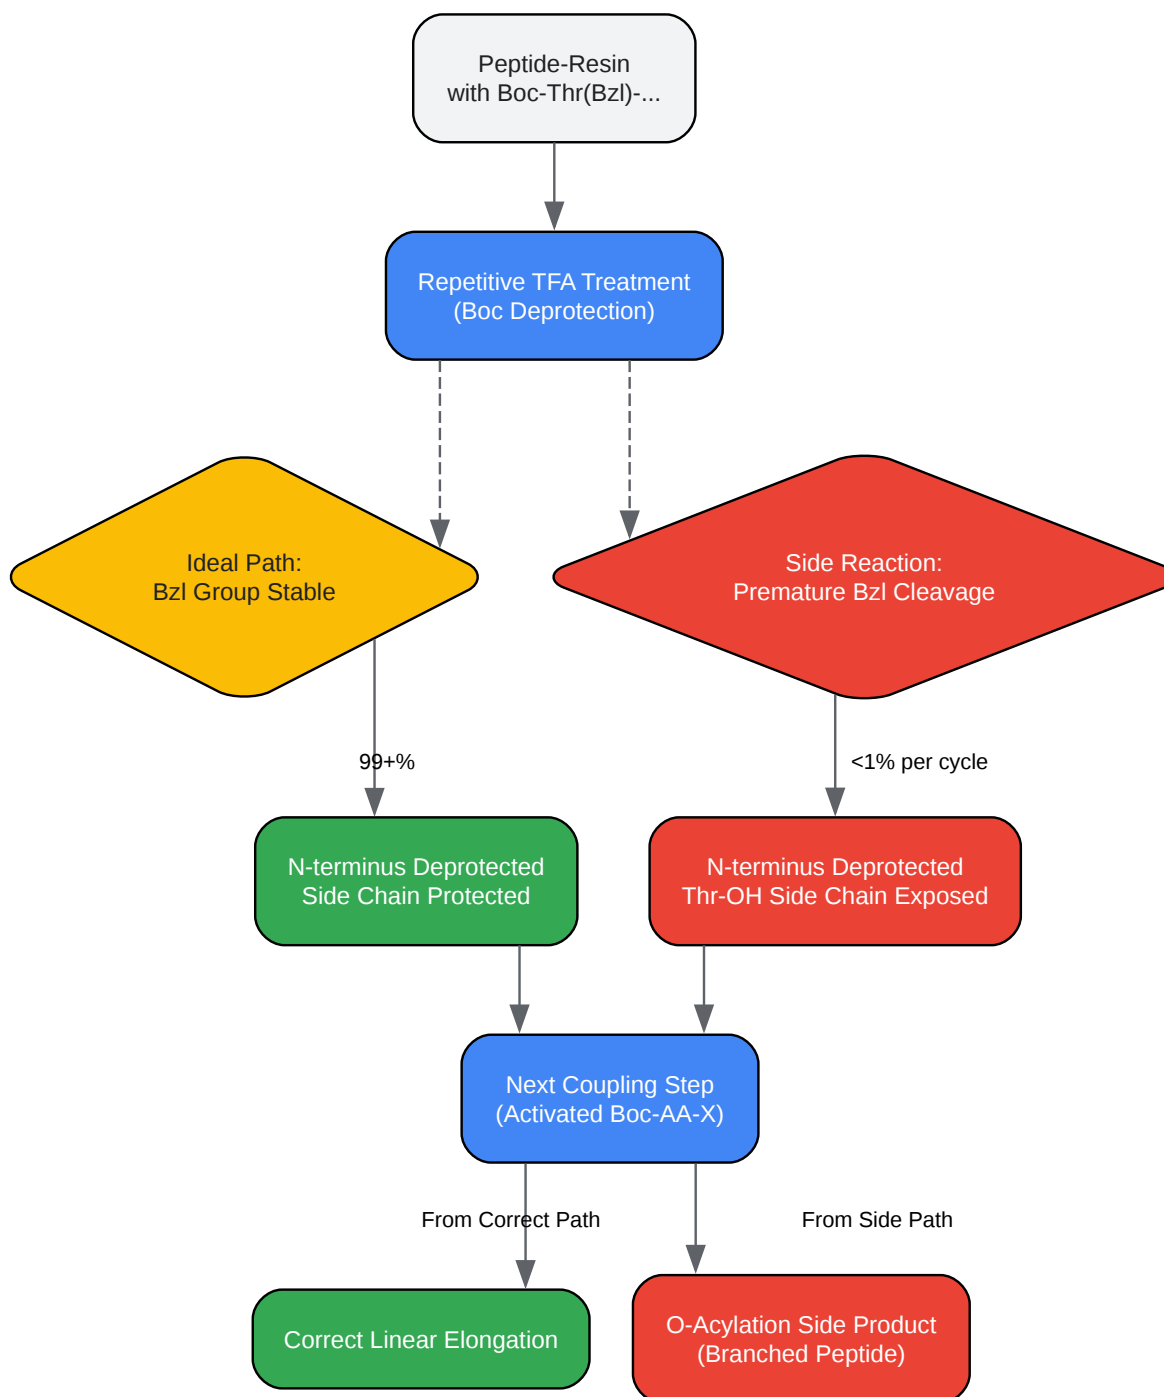 Peptide-Resin
with Boc-Thr(Bzl)-...
Repetitive TFA Treatment
(Boc Deprotection)
Ideal Path:
Bzl Group Stable
Side Reaction:
Premature Bzl Cleavage
99+%
<1% per cycle
N-terminus Deprotected
Side Chain Protected
N-terminus Deprotected
Thr-OH Side Chain Exposed
Next Coupling Step
(Activated Boc-AA-X)
From Correct Path
From Side Path
Correct Linear Elongation
O-Acylation Side Product
(Branched Peptide)